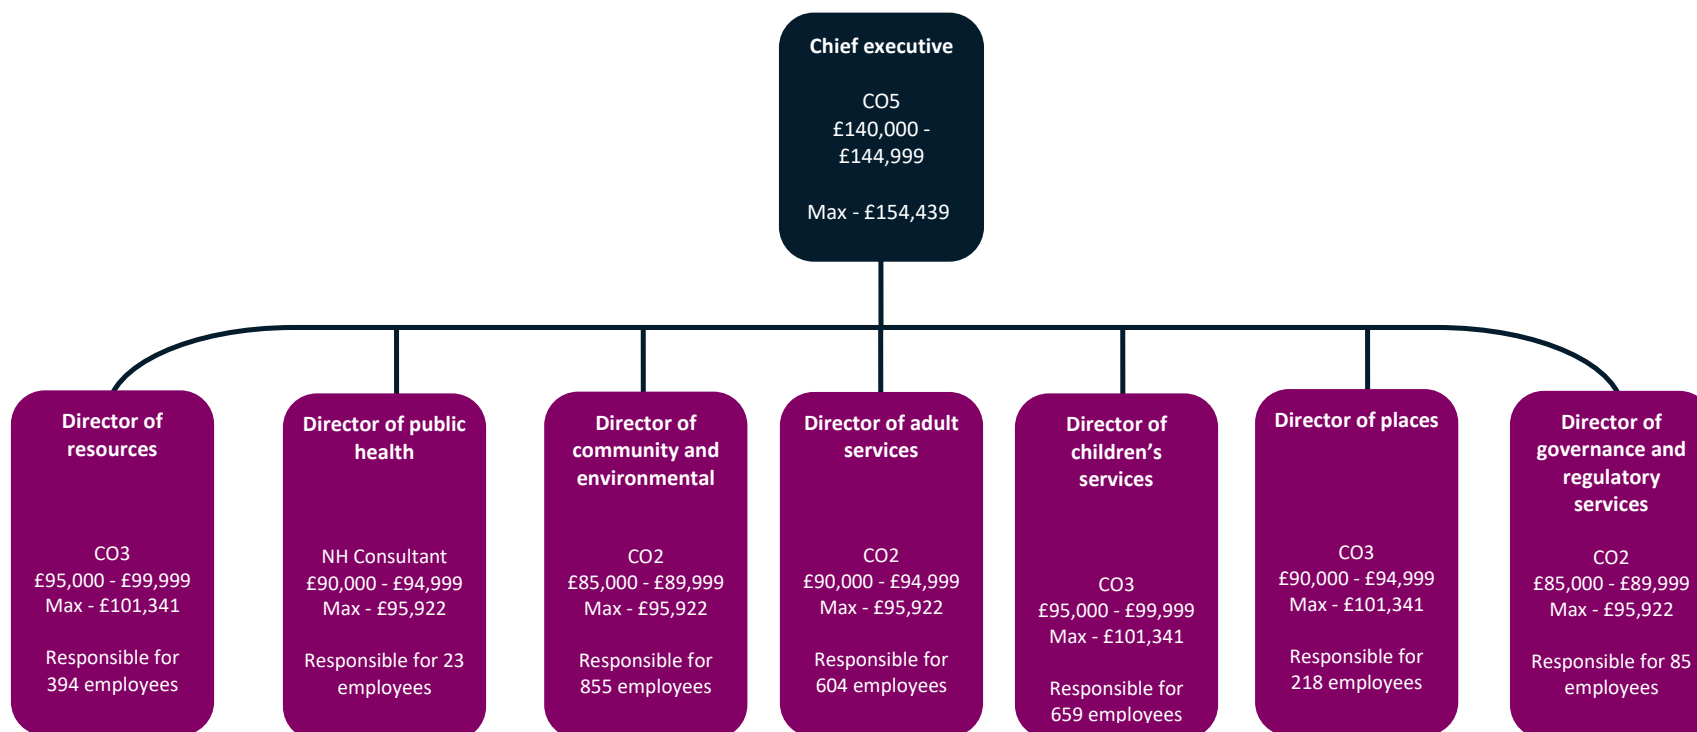 Chief executive
CO5
£140,000 -
£144,999
Max - £154,439
Director of
resources
CO3
£95,000 - £99,999
Max - £101,341
Responsible for
394 employees
Director of public
health
NH Consultant
£90,000 - £94,999
Max - £95,922
Responsible for 23
employees
Director of
community and
environmental
CO2
£85,000 - £89,999
Max - £95,922
Responsible for
855 employees
Director of adult
services
CO2
£90,000 - £94,999
Max - £95,922
Responsible for
604 employees
Director of
children’s
services
CO3
£95,000 - £99,999
Max - £101,341
Responsible for
659 employees
Director of places
CO3
£90,000 - £94,999
Max - £101,341
Responsible for
218 employees
Director of
governance and
regulatory
services
CO2
£85,000 - £89,999
Max - £95,922
Responsible for 85
employees